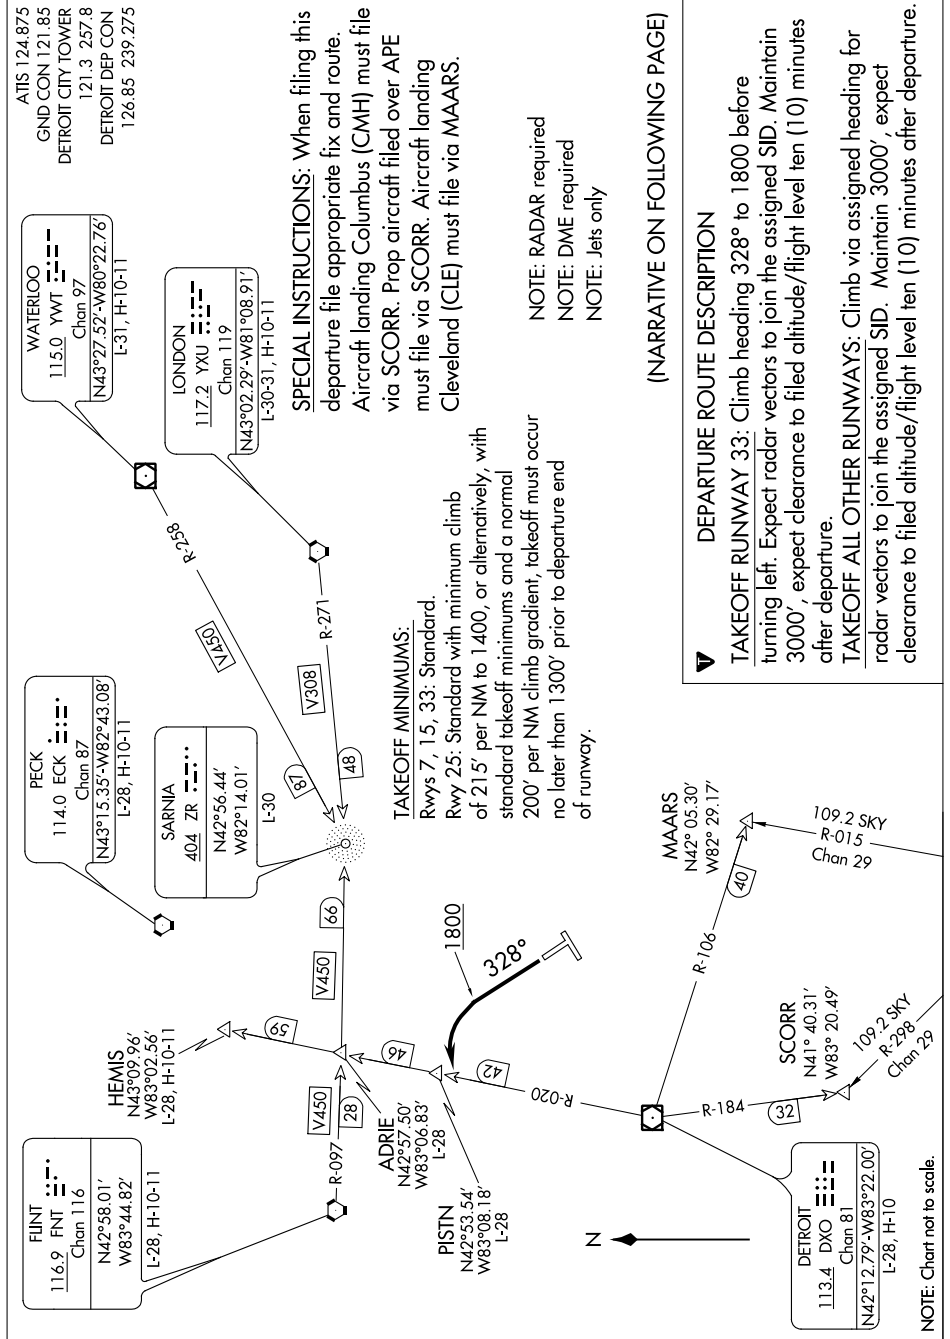 ATIS 124.875
GND CON 121.85
DETROIT CITY TOWER
121.3 257.8
DETROIT DEP CON
126.85 239.275
FLINT
116.9 FNT
Chan 116
N42°58.01'
W83°44.82'
L-28, H-10-11
PECK
114.0 ECK
Chan 87
N43°15.35'-W82°43.08'
L-28, H-10-11
WATERLOO
115.0 YWT
Chan 97
N43°27.52'-W80°22.76'
L-31, H-10-11
SARNIA
404 ZR
N42°56.44'
W82°14.01'
L-30
LONDON
117.2 YXU
Chan 119
N43°02.29'-W81°08.91'
L-30-31, H-10-11
HEMIS
N43°09.96'
W83°02.56'
L-28, H-10-11
R-258
V450
87
R-271
V308
48
V450
66
59
R-097
V450
28
ADRIE
N42°57.50'
W83°06.83'
L-28
46
PISTN
N42°53.54'
W83°08.18'
L-28
42
R-020
1800
328°
SPECIAL INSTRUCTIONS: When filing this
departure file appropriate fix and route.
Aircraft landing Columbus (CMH) must file
via SCORR. Prop aircraft filed over APE
must file via SCORR. Aircraft landing
Cleveland (CLE) must file via MAARS.
TAKEOFF MINIMUMS:
Rwys 7, 15, 33: Standard.
Rwy 25: Standard with minimum climb
of 215' per NM to 1400, or alternatively, with
standard takeoff minimums and a normal
200' per NM climb gradient, takeoff must occur
no later than 1300' prior to departure end
of runway.
NOTE: RADAR required
NOTE: DME required
NOTE: Jets only
N
DETROIT
113.4 DXO
Chan 81
N42°12.79'-W83°22.00'
L-28, H-10
R-106
40
MAARS
N42° 05.30'
W82° 29.17'
109.2 SKY
R-015
Chan 29
R-184
32
SCORR
N41° 40.31'
W83° 20.49'
109.2 SKY
R-298
Chan 29
NOTE: Chart not to scale.
(NARRATIVE ON FOLLOWING PAGE)
T
DEPARTURE ROUTE DESCRIPTION
TAKEOFF RUNWAY 33: Climb heading 328° to 1800 before
turning left. Expect radar vectors to join the assigned SID. Maintain
3000', expect clearance to filed altitude/flight level ten (10) minutes
after departure.
TAKEOFF ALL OTHER RUNWAYS: Climb via assigned heading for
radar vectors to join the assigned SID. Maintain 3000', expect
clearance to filed altitude/flight level ten (10) minutes after departure.